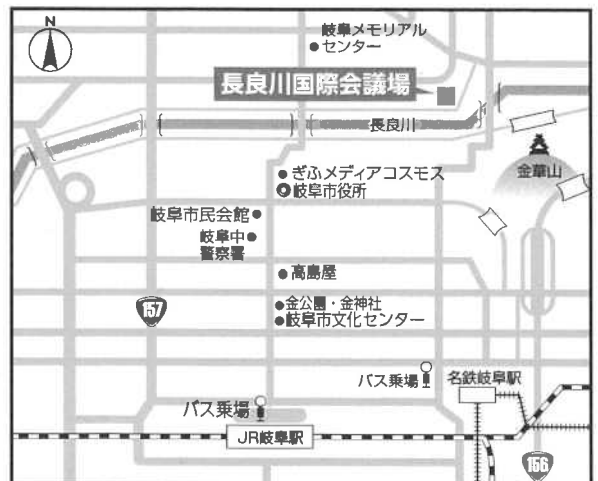 N
岐阜メモリアル
センター
長良川国際会議場
長良川
金華山
ぎふメディアコスモス
岐阜市役所
岐阜市民会館
岐阜中
警察署
高島屋
157
金公園・金神社
岐阜市文化センター
バス乗場
名鉄岐阜駅
バス乗場
JR岐阜駅
156